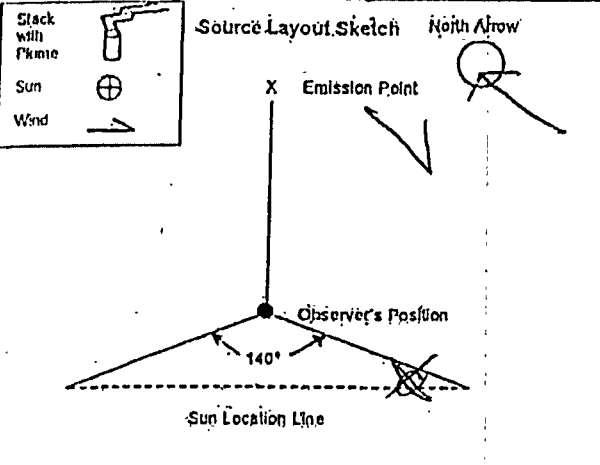 Stack
with
Plume
Sun
Wind
Source Layout Sketch
North Arrow
X Emission Point
Observer's Position
140°
Sun Location Line